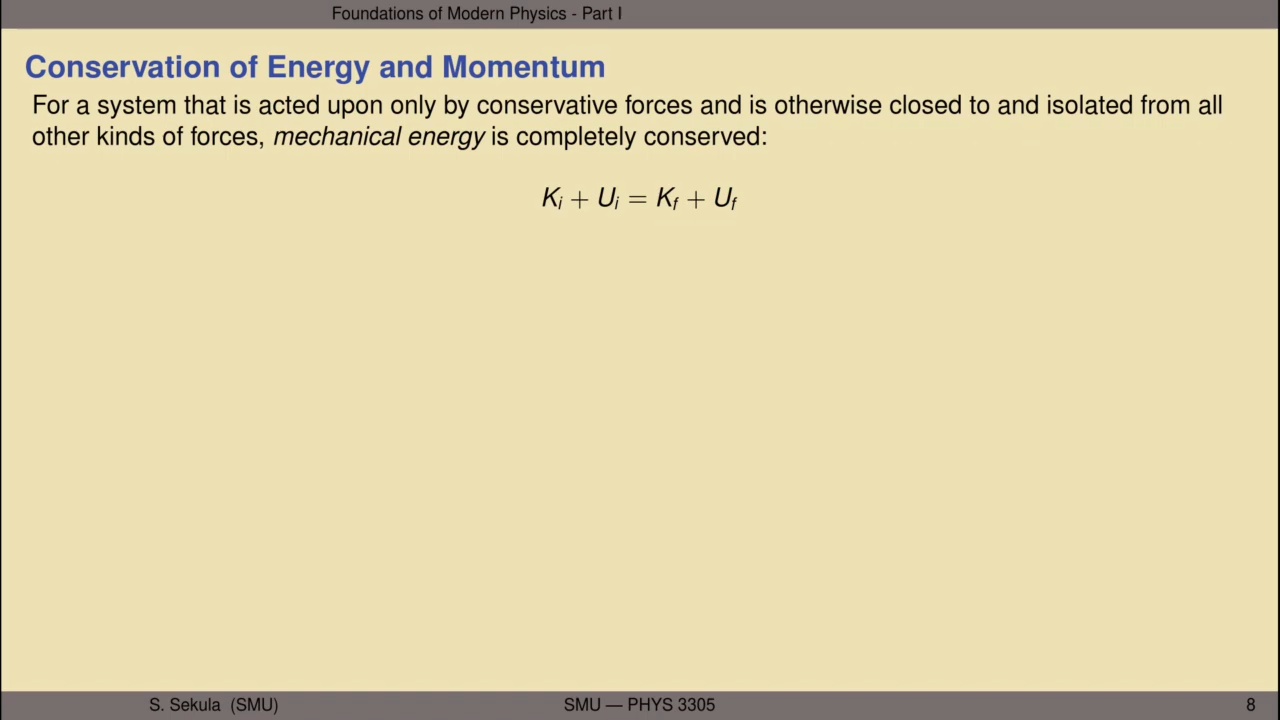 Foundations of Modern Physics - Part I
Conservation of Energy and Momentum
For a system that is acted upon only by conservative forces and is otherwise closed to and isolated from all
other kinds of forces, mechanical energy is completely conserved:
Kᵢ + Uᵢ = K_f + U_f
S. Sekula (SMU) SMU — PHYS 3305 8